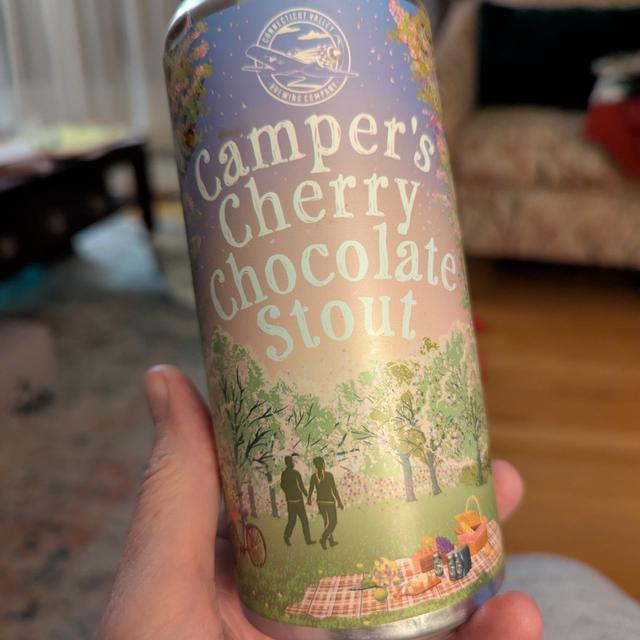 CONNECTICUT VALLEY
BREWING COMPANY
Camper's
Cherry
Chocolate
Stout